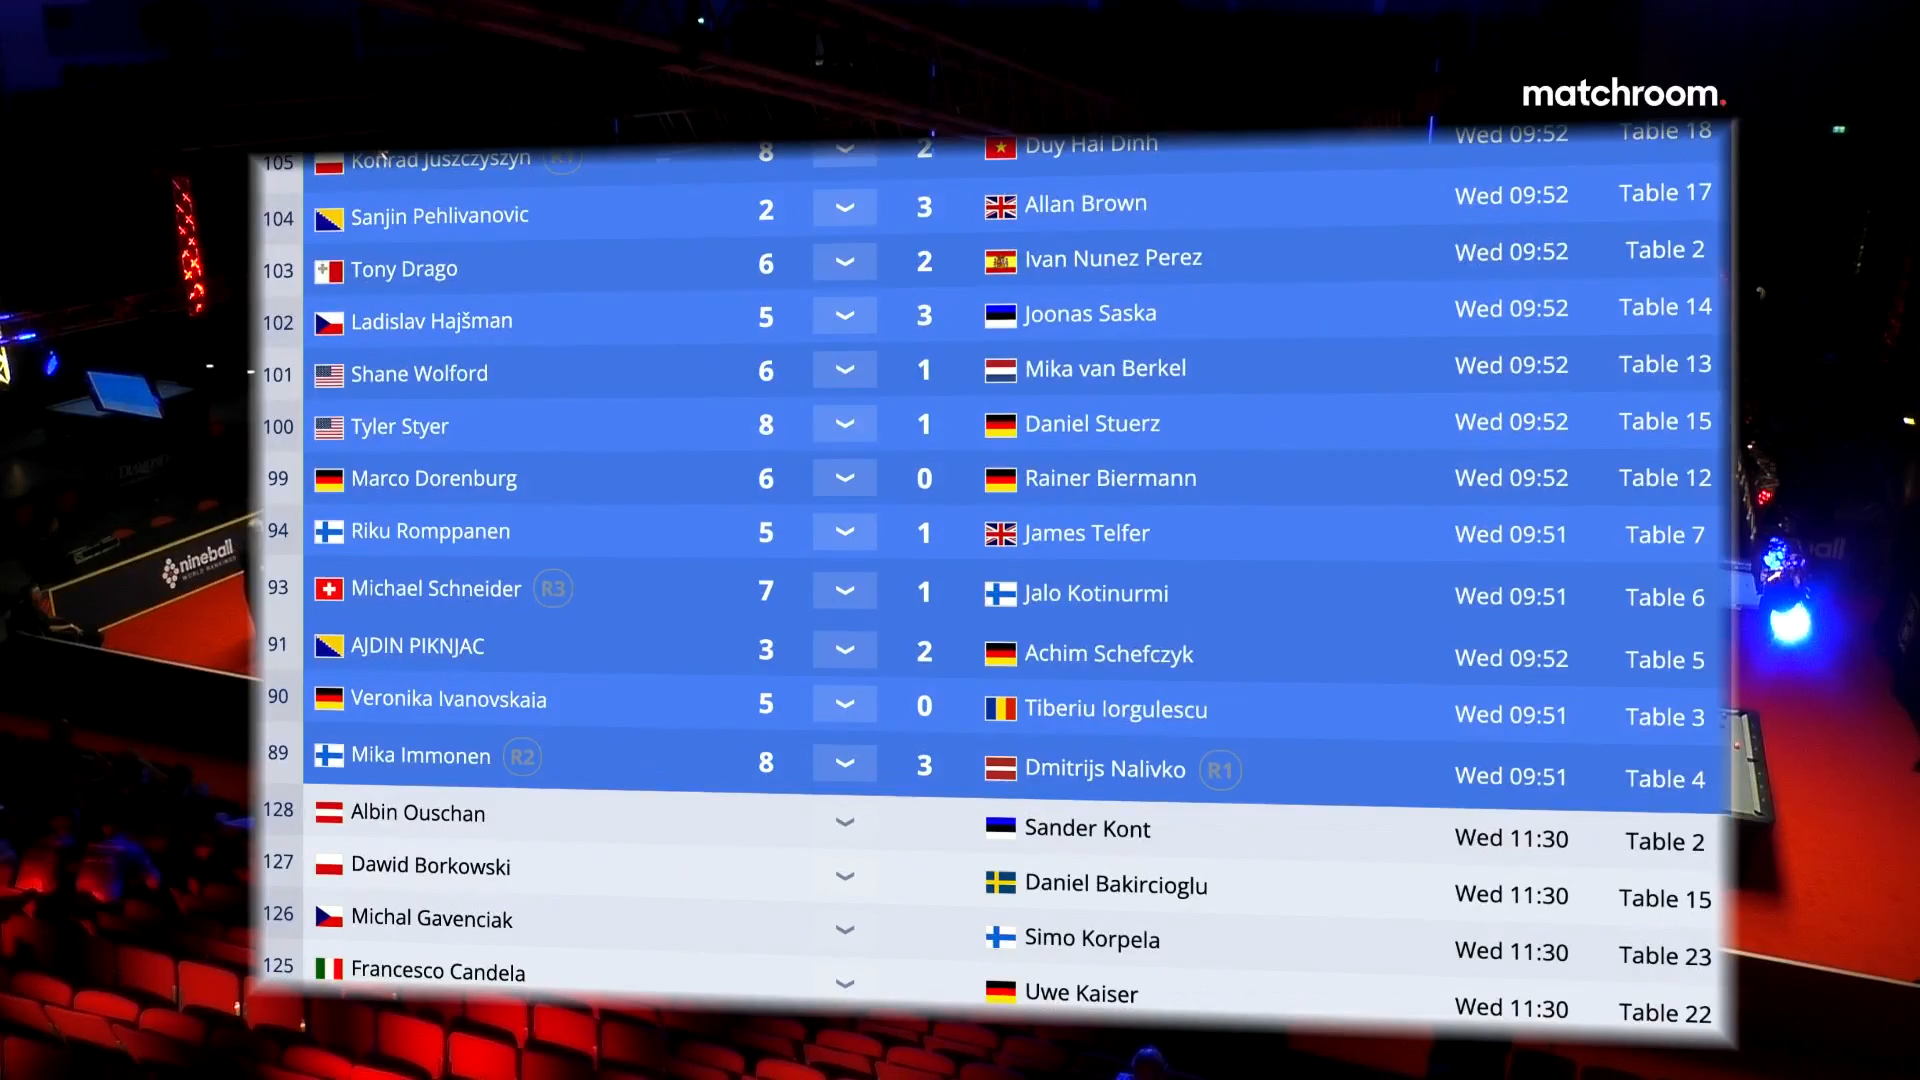 matchroom.
105 Konrad Juszczyszyn R1 8 2 Duy Hai Dinh Wed 09:52 Table 18
104 Sanjin Pehlivanovic 2 3 Allan Brown Wed 09:52 Table 17
103 Tony Drago 6 2 Ivan Nunez Perez Wed 09:52 Table 2
102 Ladislav Hajšman 5 3 Joonas Saska Wed 09:52 Table 14
101 Shane Wolford 6 1 Mika van Berkel Wed 09:52 Table 13
100 Tyler Styer 8 1 Daniel Stuerz Wed 09:52 Table 15
99 Marco Dorenburg 6 0 Rainer Biermann Wed 09:52 Table 12
94 Riku Romppanen 5 1 James Telfer Wed 09:51 Table 7
93 Michael Schneider R3 7 1 Jalo Kotinurmi Wed 09:51 Table 6
91 AJDIN PIKNJAC 3 2 Achim Schefczyk Wed 09:52 Table 5
90 Veronika Ivanovskaia 5 0 Tiberiu Iorgulescu Wed 09:51 Table 3
89 Mika Immonen R2 8 3 Dmitrijs Nalivko R1 Wed 09:51 Table 4
128 Albin Ouschan Sander Kont Wed 11:30 Table 2
127 Dawid Borkowski Daniel Bakircioglu Wed 11:30 Table 15
126 Michal Gavenciak Simo Korpela Wed 11:30 Table 23
125 Francesco Candela Uwe Kaiser Wed 11:30 Table 22
nineball
WORLD RANKINGS
DIAMOND